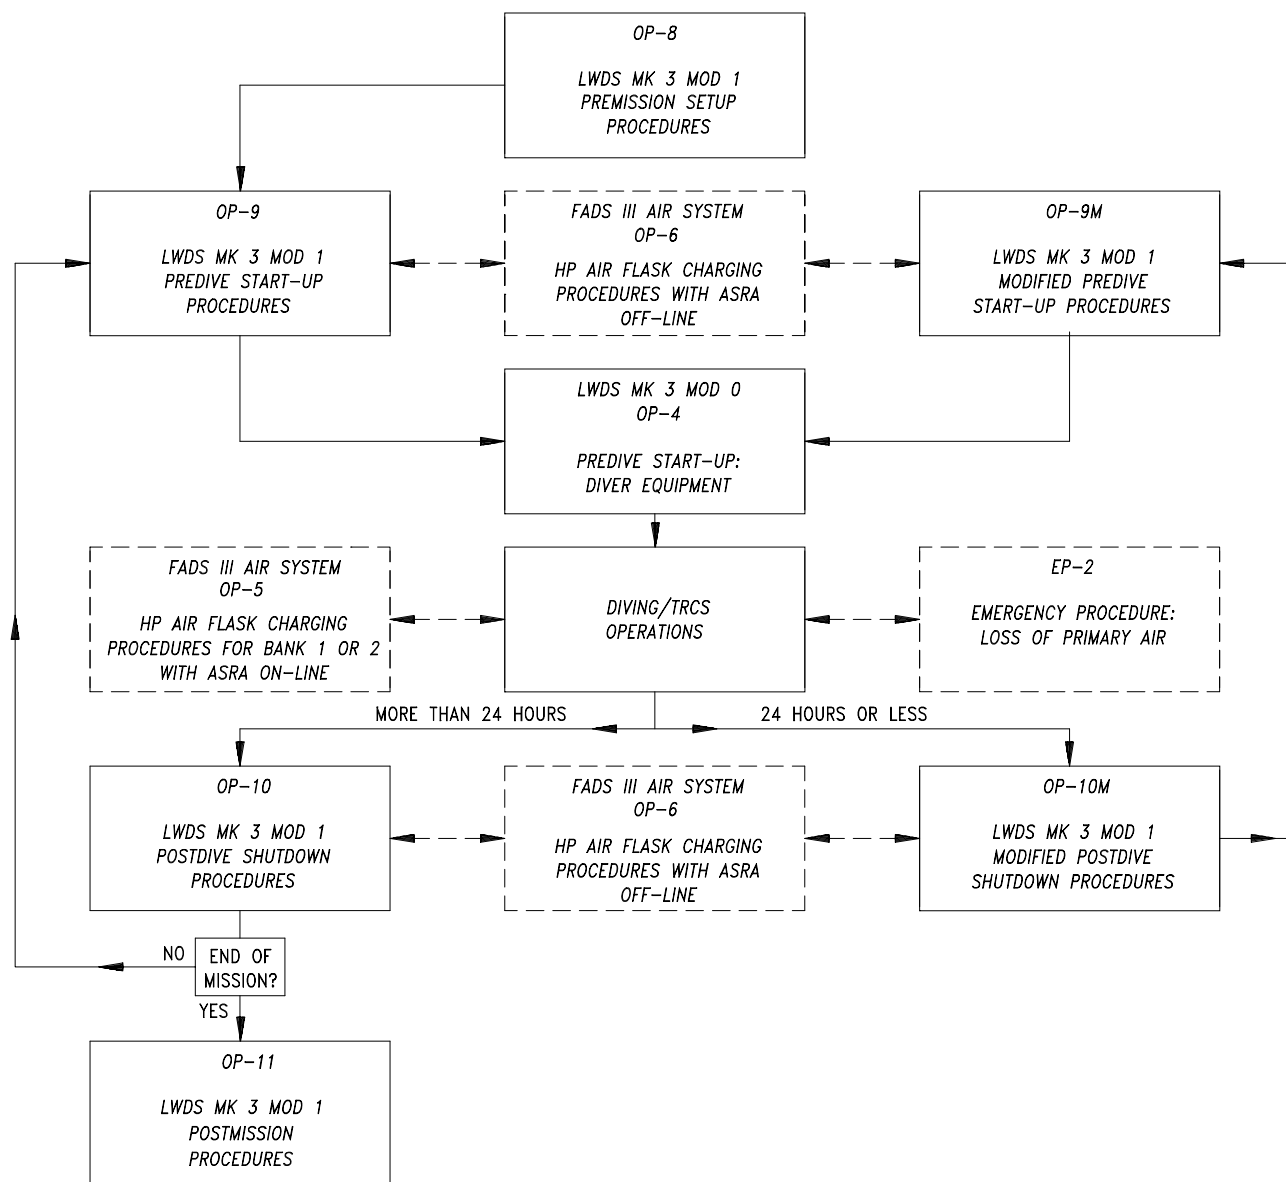 OP-8
LWDS MK 3 MOD 1
PREMISSION SETUP
PROCEDURES
OP-9
LWDS MK 3 MOD 1
PREDIVE START-UP
PROCEDURES
FADS III AIR SYSTEM
OP-6
HP AIR FLASK CHARGING
PROCEDURES WITH ASRA
OFF-LINE
OP-9M
LWDS MK 3 MOD 1
MODIFIED PREDIVE
START-UP PROCEDURES
LWDS MK 3 MOD 0
OP-4
PREDIVE START-UP:
DIVER EQUIPMENT
FADS III AIR SYSTEM
OP-5
HP AIR FLASK CHARGING
PROCEDURES FOR BANK 1 OR 2
WITH ASRA ON-LINE
DIVING/TRCS
OPERATIONS
EP-2
EMERGENCY PROCEDURE:
LOSS OF PRIMARY AIR
MORE THAN 24 HOURS
24 HOURS OR LESS
OP-10
LWDS MK 3 MOD 1
POSTDIVE SHUTDOWN
PROCEDURES
FADS III AIR SYSTEM
OP-6
HP AIR FLASK CHARGING
PROCEDURES WITH ASRA
OFF-LINE
OP-10M
LWDS MK 3 MOD 1
MODIFIED POSTDIVE
SHUTDOWN PROCEDURES
NO
END OF
MISSION?
YES
OP-11
LWDS MK 3 MOD 1
POSTMISSION
PROCEDURES